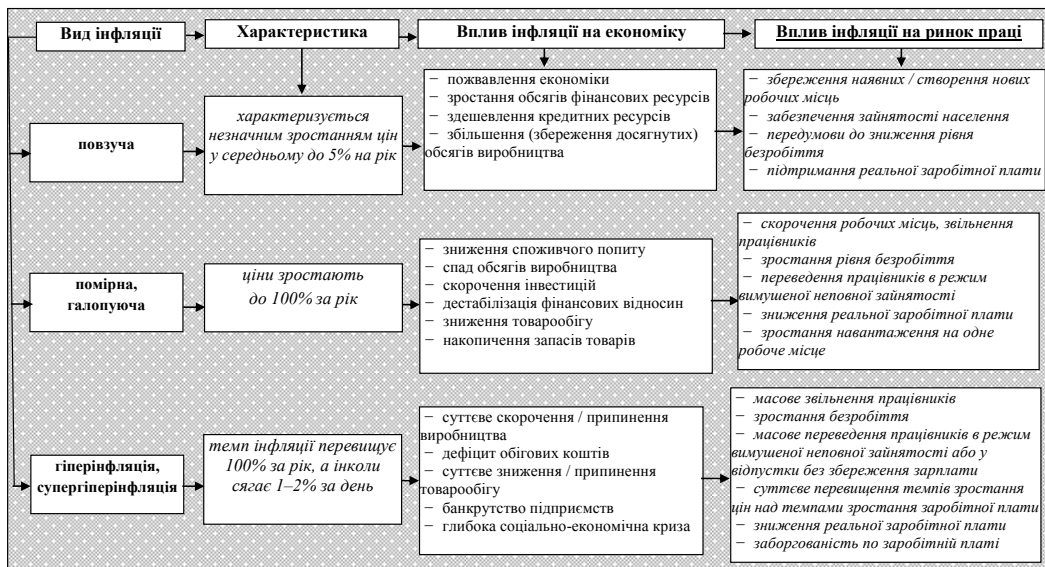 Вид інфляції
Характеристика
Вплив інфляції на економіку
Вплив інфляції на ринок праці
повзуча
характеризується
незначним зростанням цін
у середньому до 5% на рік
− пожвавлення економіки
− зростання обсягів фінансових ресурсів
− здешевлення кредитних ресурсів
− збільшення (збереження досягнутих)
обсягів виробництва
− збереження наявних / створення нових
робочих місць
− забезпечення зайнятості населення
− передумови до зниження рівня
безробіття
− підтримання реальної заробітної плати
помірна,
галопуюча
ціни зростають
до 100% за рік
− зниження споживчого попиту
− спад обсягів виробництва
− скорочення інвестицій
− дестабілізація фінансових відносин
− зниження товарообігу
− накопичення запасів товарів
− скорочення робочих місць, звільнення
працівників
− зростання рівня безробіття
− переведення працівників в режим
вимушеної неповної зайнятості
− зниження реальної заробітної плати
− зростання навантаження на одне
робоче місце
гіперінфляція,
супергіперінфляція
темп інфляції перевищує
100% за рік, а інколи
сягає 1–2% за день
− суттєве скорочення / припинення
виробництва
− дефіцит обігових коштів
− суттєве зниження / припинення
товарообігу
− банкрутство підприємств
− глибока соціально-економічна криза
− масове звільнення працівників
− зростання безробіття
− масове переведення працівників в режим
вимушеної неповної зайнятості або у
відпустки без збереження зарплати
− суттєве перевищення темпів зростання
цін над темпами зростання заробітної плати
− зниження реальної заробітної плати
− заборгованість по заробітній платі